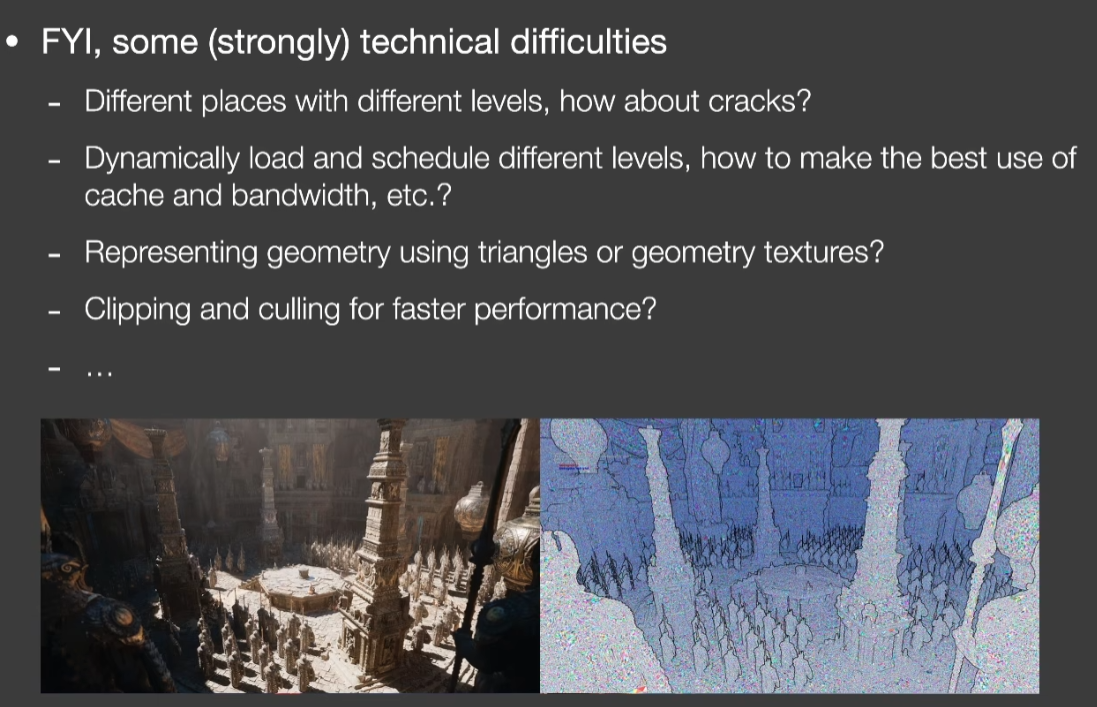 • FYI, some (strongly) technical difficulties
- Different places with different levels, how about cracks?
- Dynamically load and schedule different levels, how to make the best use of
cache and bandwidth, etc.?
- Representing geometry using triangles or geometry textures?
- Clipping and culling for faster performance?
- …